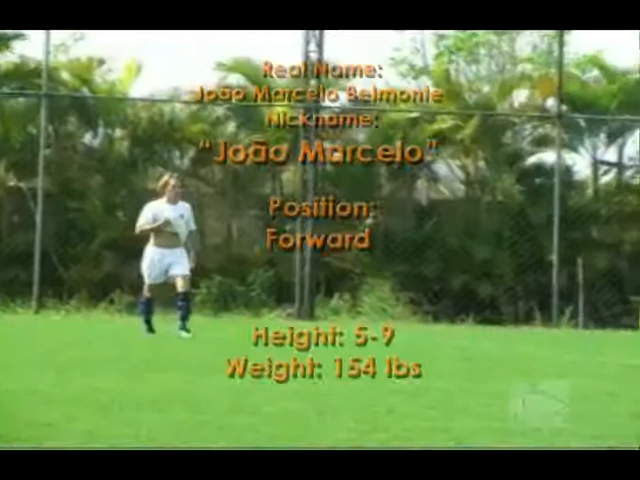 Real Name:
João Marcelo Belmonte
Nickname:
"João Marcelo"
Position:
Forward
Height: 5-9
Weight: 154 lbs